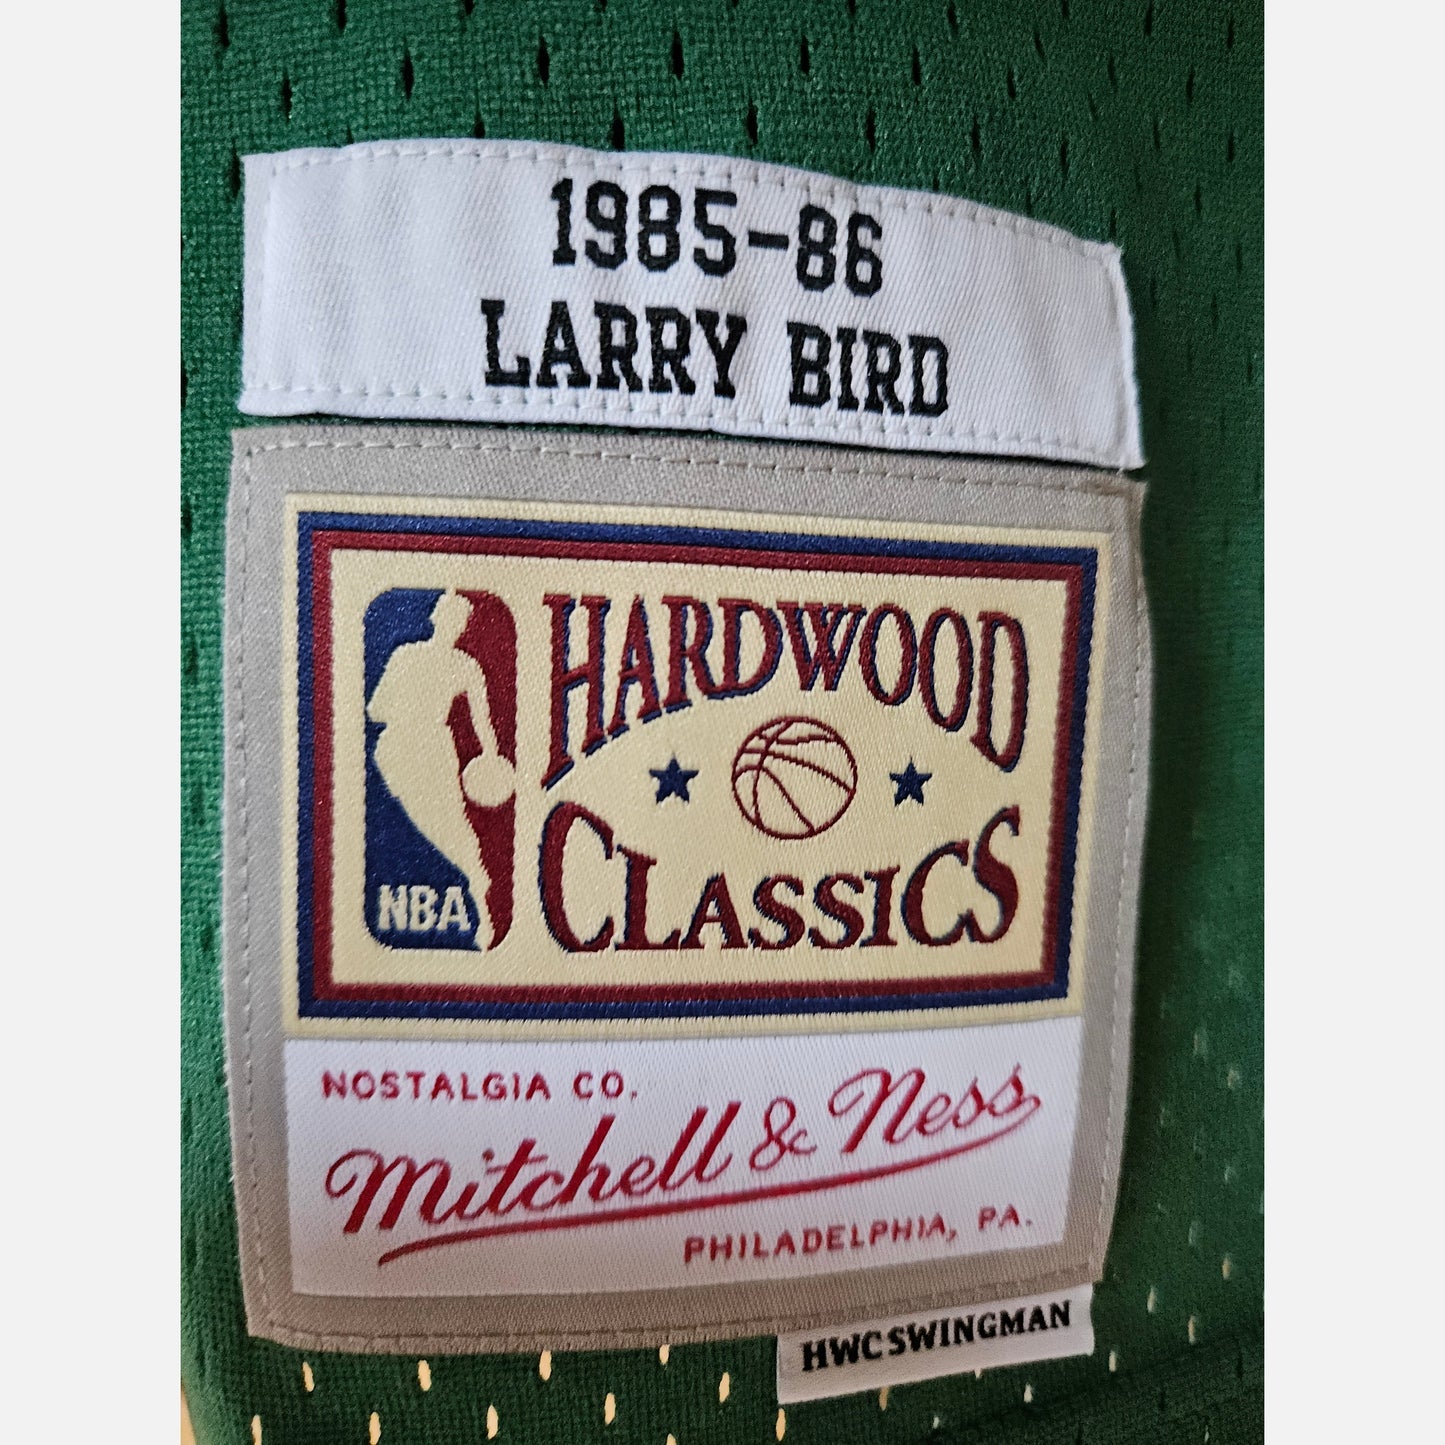 1985-86
LARRY BIRD
HARDWOOD
CLASSICS
NBA
NOSTALGIA CO.
Mitchell & Ness
PHILADELPHIA, PA.
HWC SWINGMAN